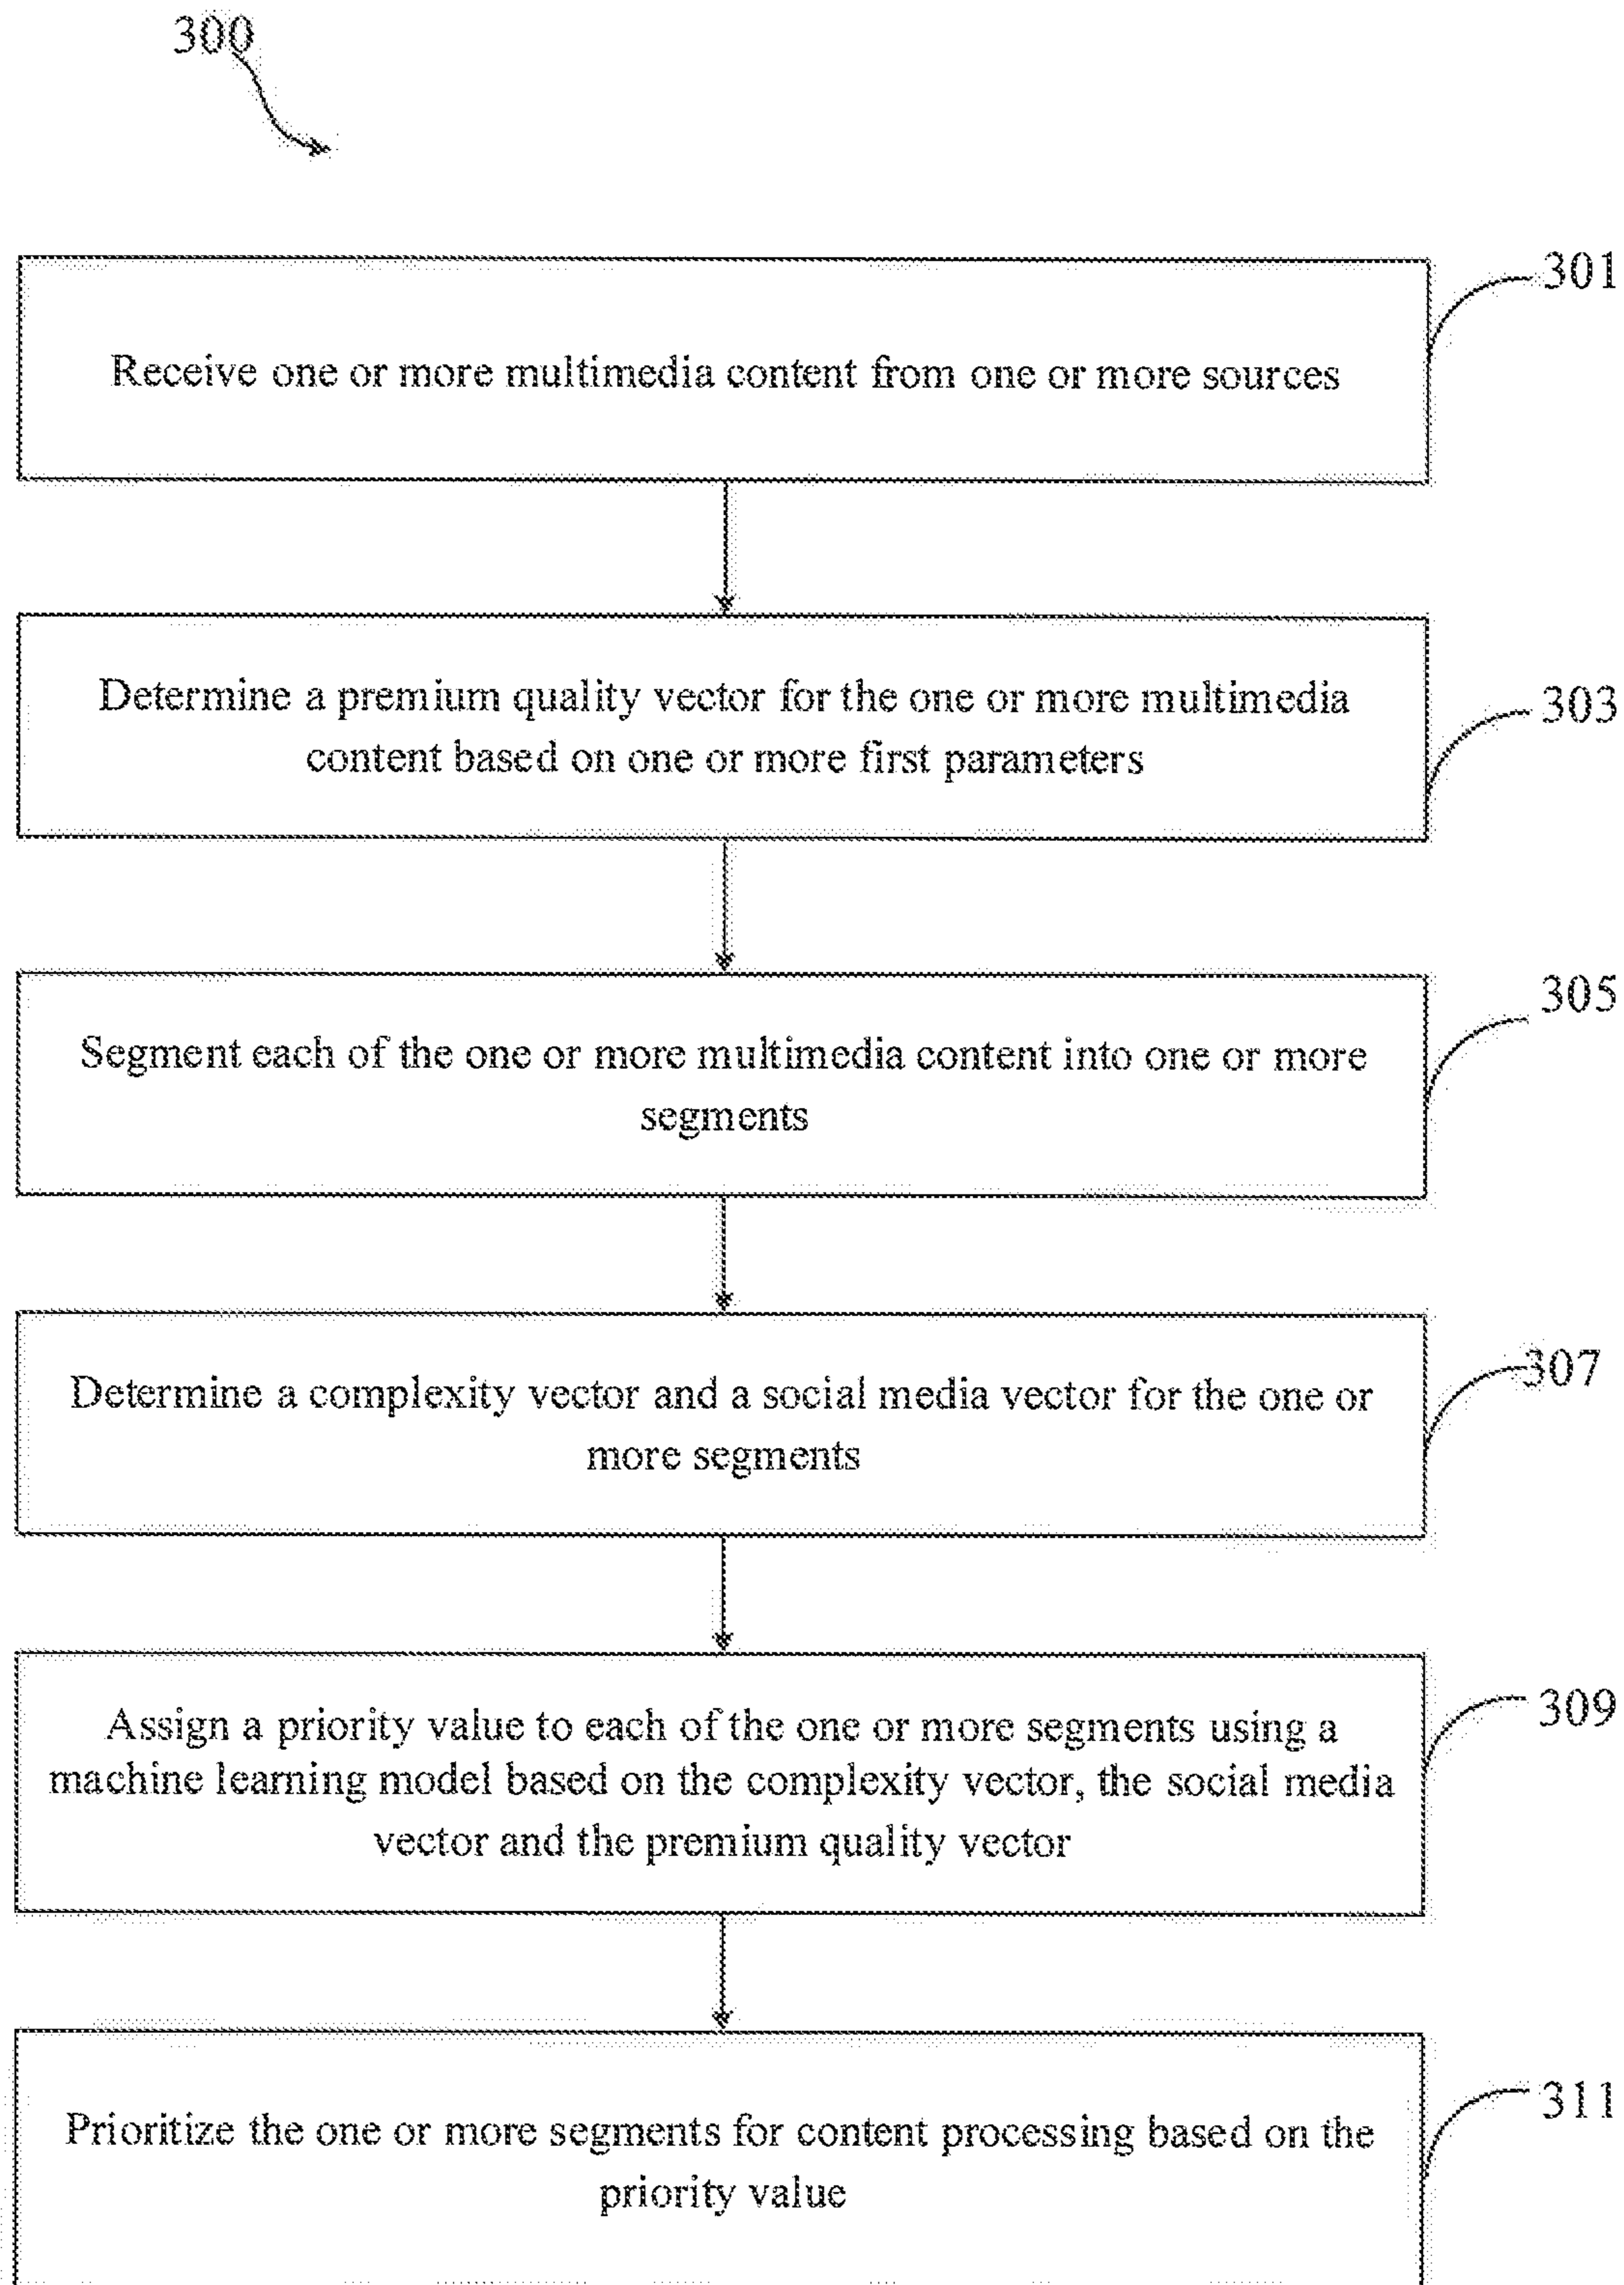 300
301
Receive one or more multimedia content from one or more sources
303
Determine a premium quality vector for the one or more multimedia
content based on one or more first parameters
305
Segment each of the one or more multimedia content into one or more
segments
307
Determine a complexity vector and a social media vector for the one or
more segments
309
Assign a priority value to each of the one or more segments using a
machine learning model based on the complexity vector, the social media
vector and the premium quality vector
311
Prioritize the one or more segments for content processing based on the
priority value